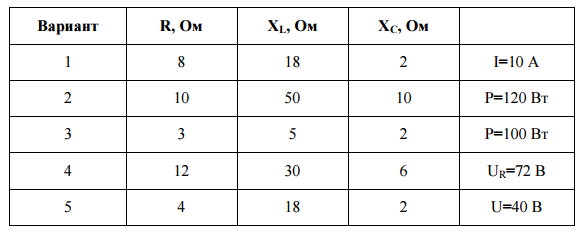 Вариант R, Ом XL, Ом XC, Ом
1 8 18 2 I=10 А
2 10 50 10 P=120 Вт
3 3 5 2 P=100 Вт
4 12 30 6 UR=72 В
5 4 18 2 U=40 В